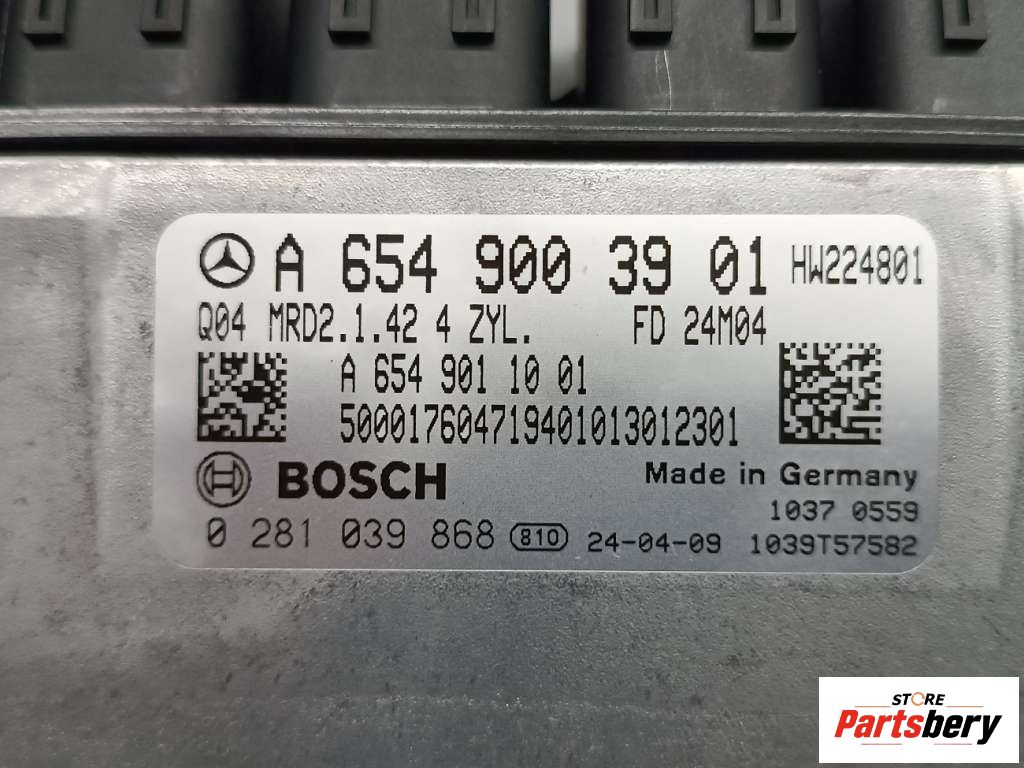 A 654 900 39 01 HW224801
Q04 MRD2.1.42 4 ZYL. FD 24M04
A 654 901 10 01
500017604719401013012301
BOSCH Made in Germany
1037 0559
0 281 039 868 810 24-04-09 1039T57582
STORE
Partsbery